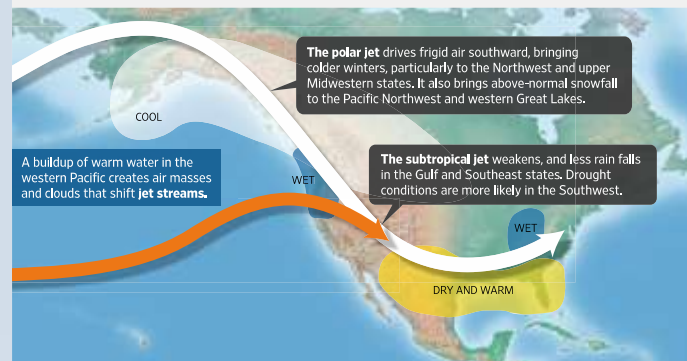 The polar jet drives frigid air southward, bringing
colder winters, particularly to the Northwest and upper
Midwestern states. It also brings above-normal snowfall
to the Pacific Northwest and western Great Lakes.
COOL
A buildup of warm water in the
western Pacific creates air masses
and clouds that shift jet streams.
WET
The subtropical jet weakens, and less rain falls
in the Gulf and Southeast states. Drought
conditions are more likely in the Southwest.
WET
DRY AND WARM